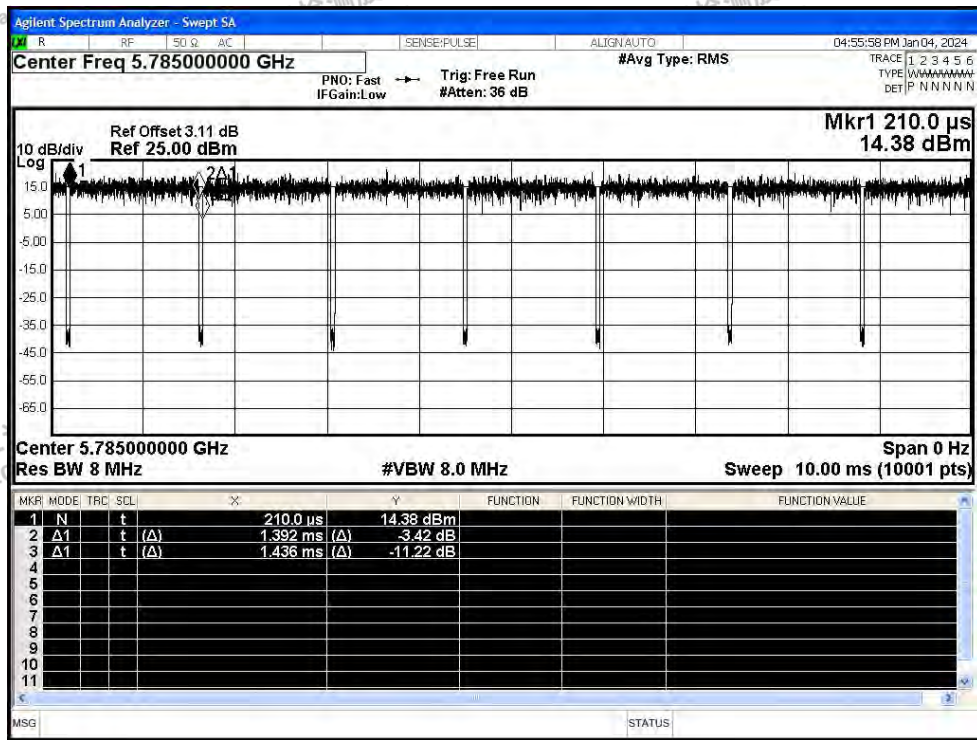 Agilent Spectrum Analyzer - Swept SA
LXI R RF 50 Ω AC SENSE:PULSE ALIGN AUTO 04:55:58 PM Jan 04, 2024
Center Freq 5.785000000 GHz #Avg Type: RMS TRACE 1 2 3 4 5 6
PNO: Fast Trig: Free Run TYPE WWWWWW
IFGain:Low #Atten: 36 dB DET P N N N N N
Mkr1 210.0 µs
Ref Offset 3.11 dB
10 dB/div Ref 25.00 dBm 14.38 dBm
Log
1
2Δ1
15.0
5.00
-5.00
-15.0
-25.0
-35.0
-45.0
-55.0
-65.0
Center 5.785000000 GHz Span 0 Hz
Res BW 8 MHz #VBW 8.0 MHz Sweep 10.00 ms (10001 pts)
MKR MODE TRC SCL X Y FUNCTION FUNCTION WIDTH FUNCTION VALUE
1 N t 210.0 µs 14.38 dBm
2 Δ1 t (Δ) 1.392 ms (Δ) -3.42 dB
3 Δ1 t (Δ) 1.436 ms (Δ) -11.22 dB
4
5
6
7
8
9
10
11
MSG STATUS